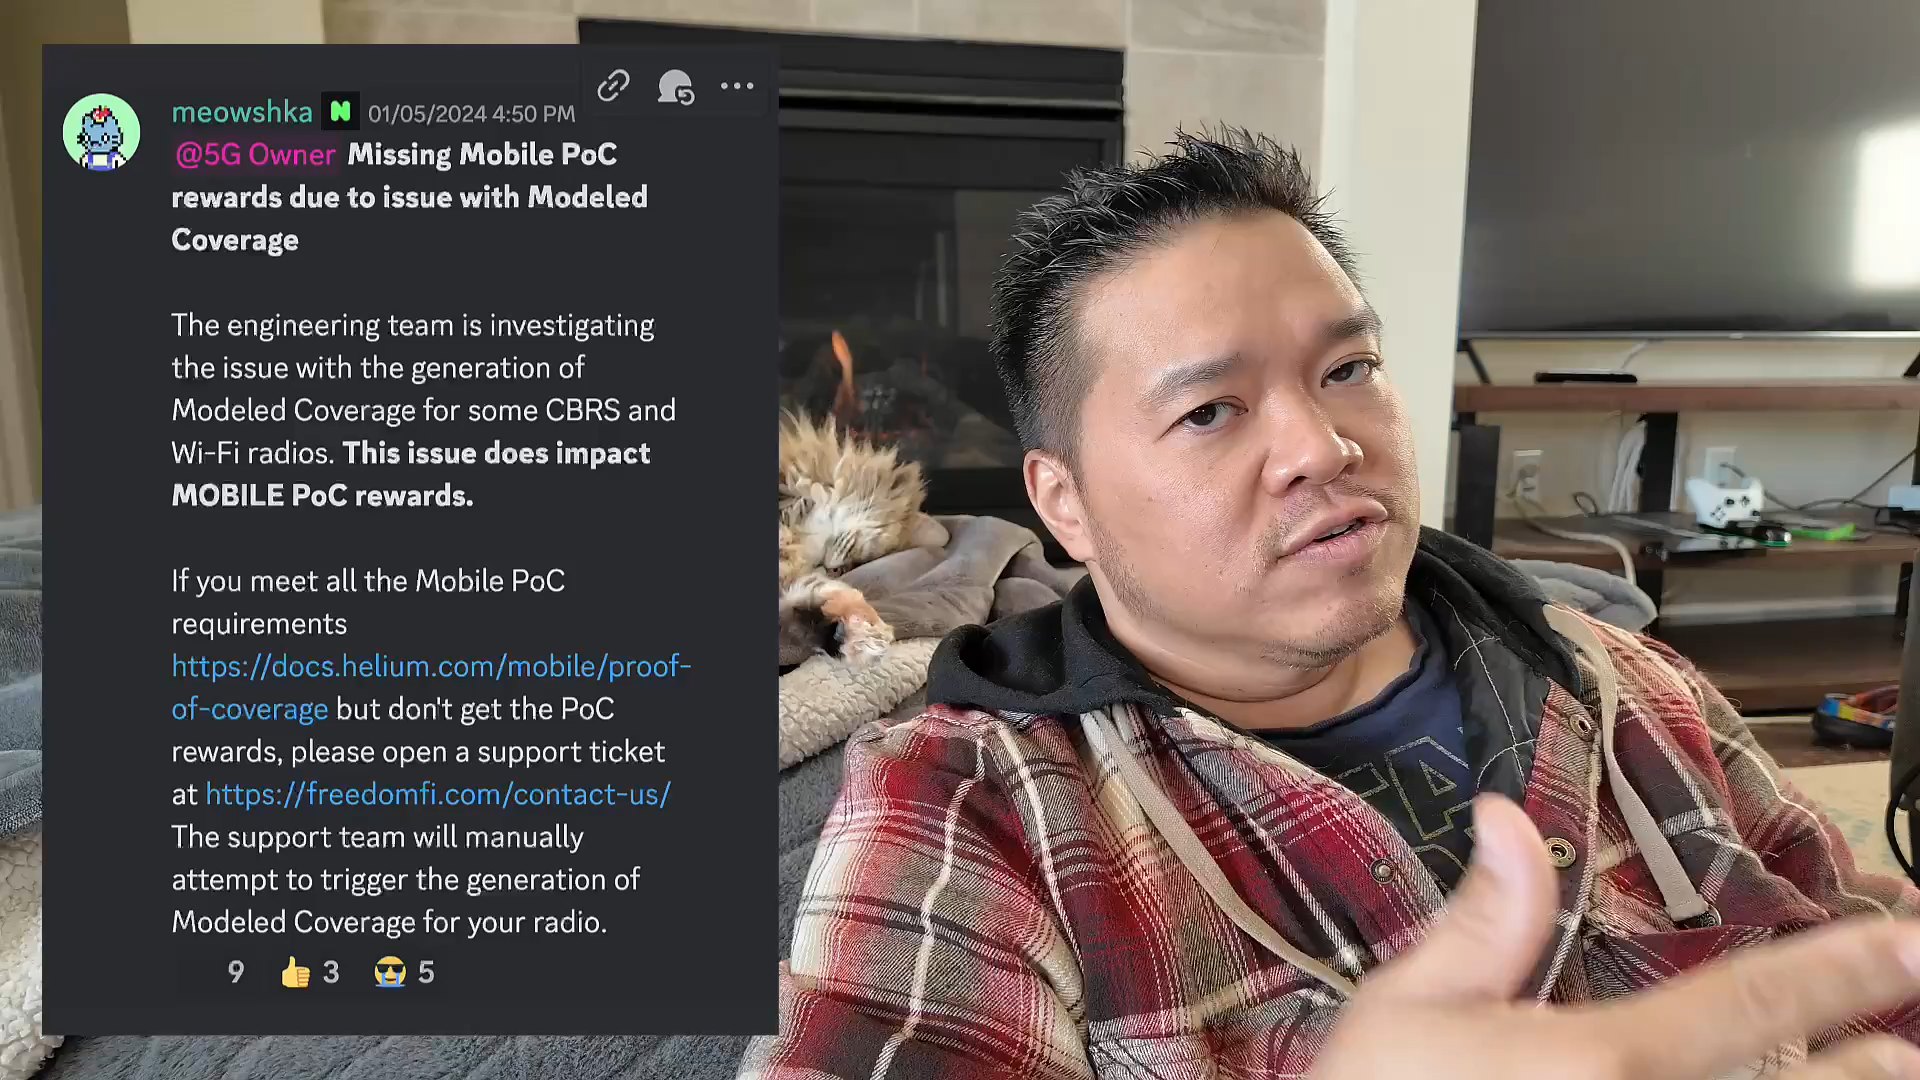 meowshka N 01/05/2024 4:50 PM
@5G Owner Missing Mobile PoC
rewards due to issue with Modeled
Coverage
The engineering team is investigating
the issue with the generation of
Modeled Coverage for some CBRS and
Wi-Fi radios. This issue does impact
MOBILE PoC rewards.
If you meet all the Mobile PoC
requirements
https://docs.helium.com/mobile/proof-
of-coverage but don't get the PoC
rewards, please open a support ticket
at https://freedomfi.com/contact-us/
The support team will manually
attempt to trigger the generation of
Modeled Coverage for your radio.
9 👍 3 😎 5